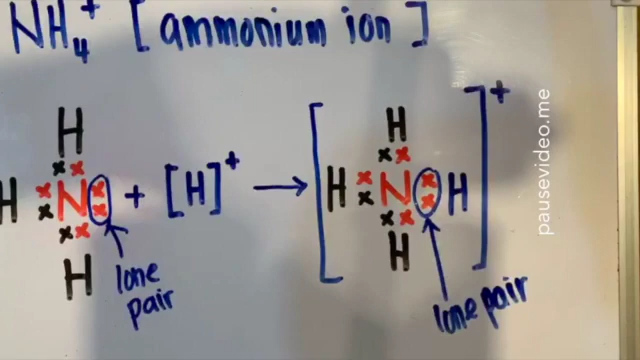 NH₄⁺ [ammonium ion]
H
H ×× N ×× + [H]⁺ → [H ×× N ×× H]⁺
H
H
H
lone
pair
lone pair
pausevideo.me